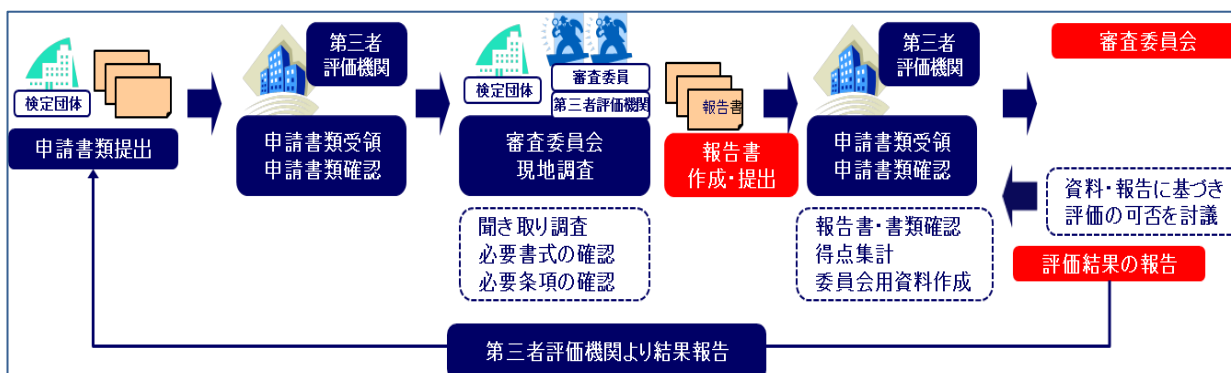 検定団体
申請書類提出
第三者
評価機関
申請書類受領
申請書類確認
検定団体
審査委員
第三者評価機関
審査委員会
現地調査
聞き取り調査
必要書式の確認
必要条項の確認
報告書
報告書
作成・提出
第三者
評価機関
申請書類受領
申請書類確認
報告書・書類確認
得点集計
委員会用資料作成
審査委員会
資料・報告に基づき
評価の可否を討議
評価結果の報告
第三者評価機関より結果報告